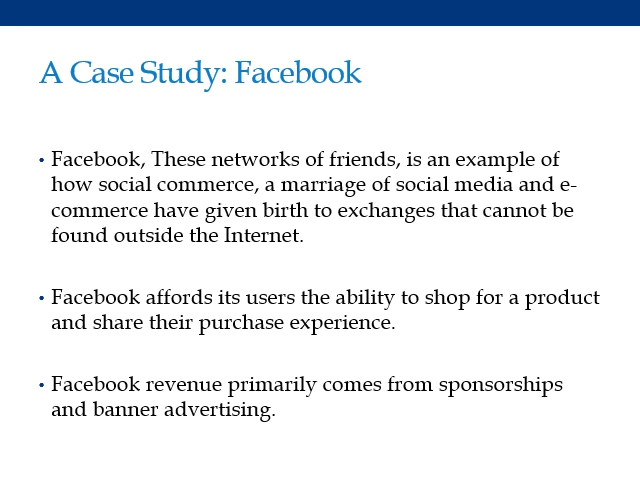 A Case Study: Facebook
• Facebook, These networks of friends, is an example of
how social commerce, a marriage of social media and e-
commerce have given birth to exchanges that cannot be
found outside the Internet.
• Facebook affords its users the ability to shop for a product
and share their purchase experience.
• Facebook revenue primarily comes from sponsorships
and banner advertising.